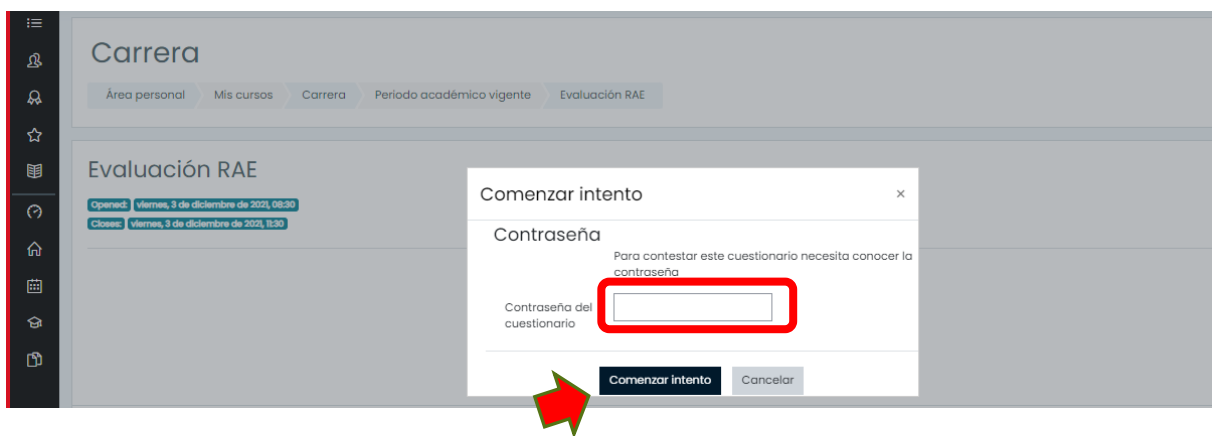 Carrera
Área personal Mis cursos Carrera Periodo académico vigente Evaluación RAE
Evaluación RAE
Opened: viernes, 3 de diciembre de 2021, 08:30
Closes: viernes, 3 de diciembre de 2021, 11:30
Comenzar intento ×
Contraseña
Para contestar este cuestionario necesita conocer la
contraseña
Contraseña del
cuestionario
Comenzar intento Cancelar